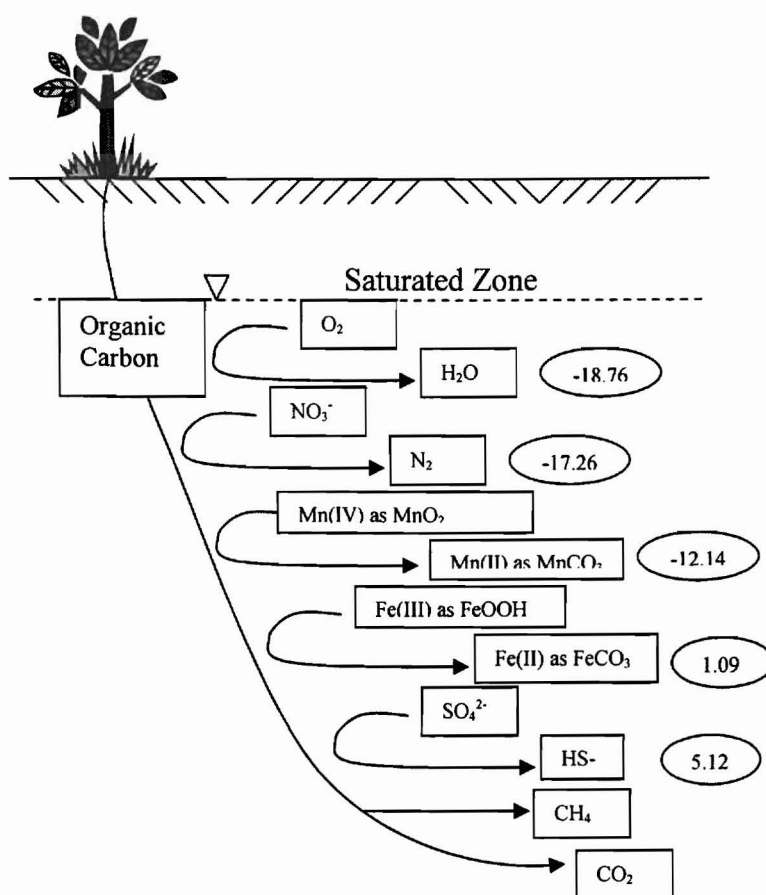 Saturated Zone
Organic
Carbon
O₂
H₂O
-18.76
NO₃⁻
N₂
-17.26
Mn(IV) as MnO₂
Mn(II) as MnCO₂
-12.14
Fe(III) as FeOOH
Fe(II) as FeCO₃
1.09
SO₄²⁻
HS-
5.12
CH₄
CO₂